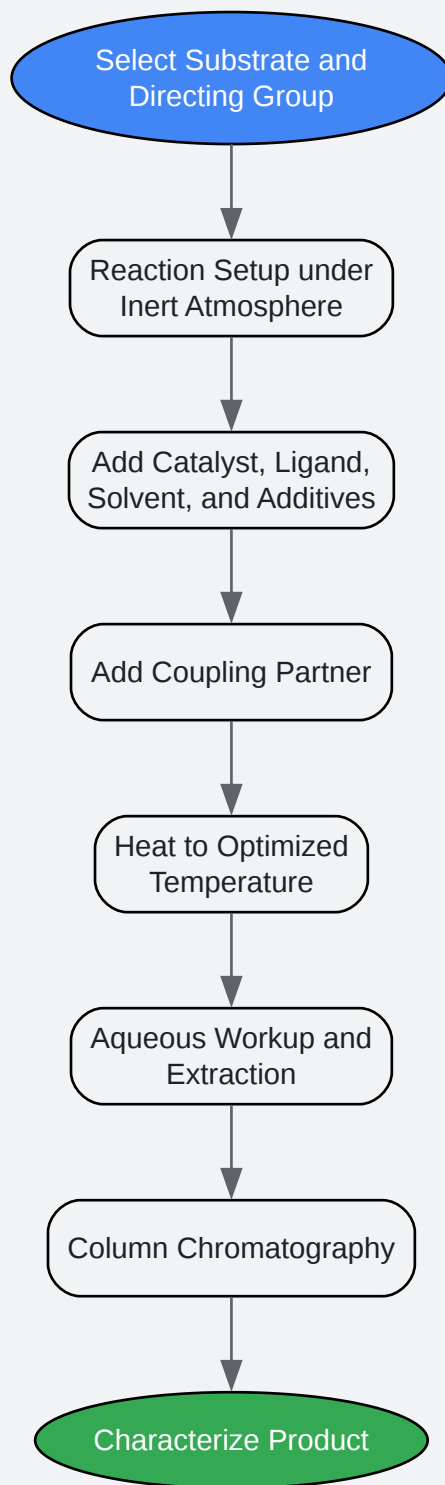 Select Substrate and
Directing Group
Reaction Setup under
Inert Atmosphere
Add Catalyst, Ligand,
Solvent, and Additives
Add Coupling Partner
Heat to Optimized
Temperature
Aqueous Workup and
Extraction
Column Chromatography
Characterize Product